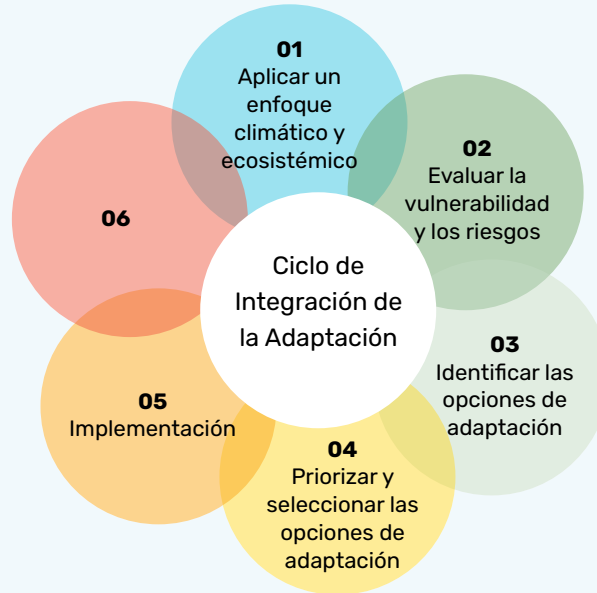 01
Aplicar un
enfoque
climático y
ecosistémico
02
Evaluar la
vulnerabilidad
y los riesgos
03
Identificar las
opciones de
adaptación
04
Priorizar y
seleccionar las
opciones de
adaptación
05
Implementación
06
Ciclo de
Integración de
la Adaptación